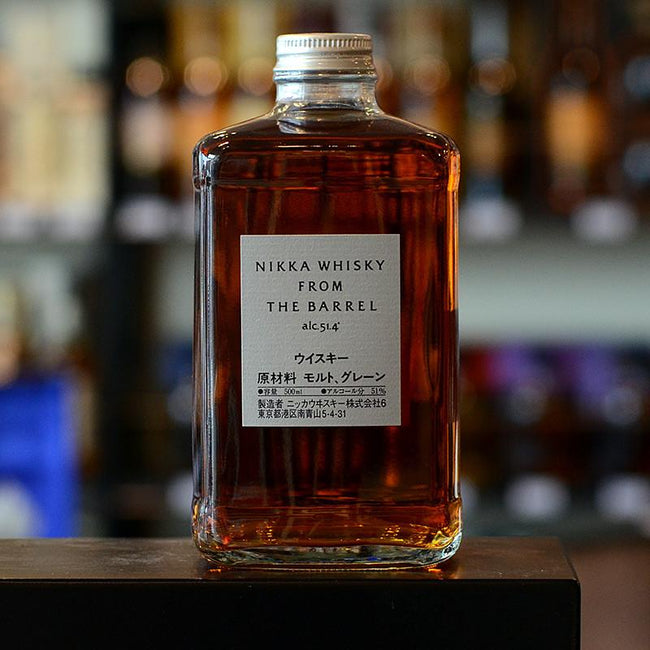 NIKKA WHISKY
FROM
THE BARREL
alc.51.4°
ウイスキー
原材料 モルト、グレーン
●容量 500ml ●アルコール分 51%
製造者 ニッカウヰスキー株式会社6
東京都港区南青山5-4-31